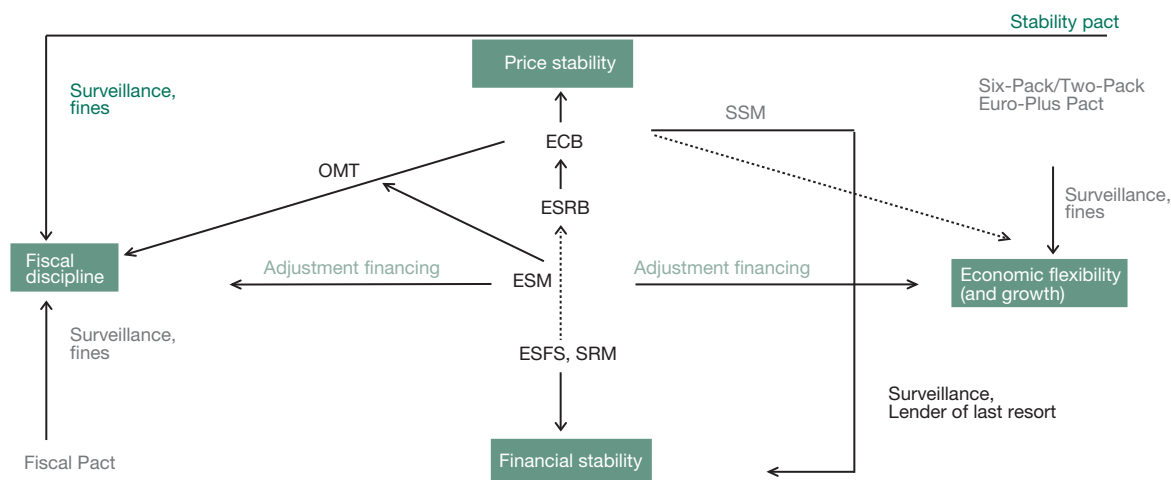 Stability pact
Price stability
Surveillance,
fines
Six-Pack/Two-Pack
Euro-Plus Pact
SSM
ECB
OMT
ESRB
Surveillance,
fines
Fiscal
discipline
Adjustment financing
ESM
Adjustment financing
Economic flexibility
(and growth)
Surveillance,
fines
ESFS, SRM
Surveillance,
Lender of last resort
Fiscal Pact
Financial stability